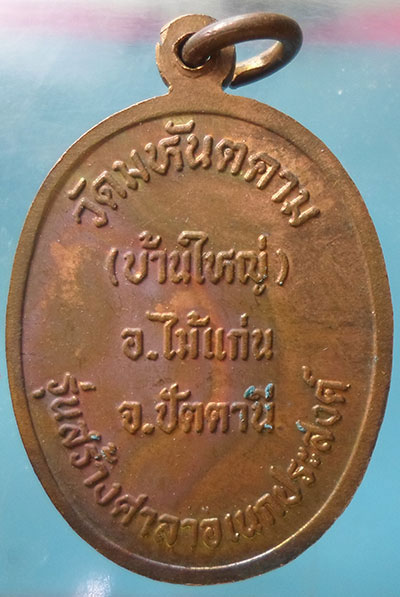 วัดมหันตคาม
(บ้านใหญ่)
อ.ไม้แก่น
จ.ปัตตานี
รุ่นสร้างศาลาอเนกประสงค์